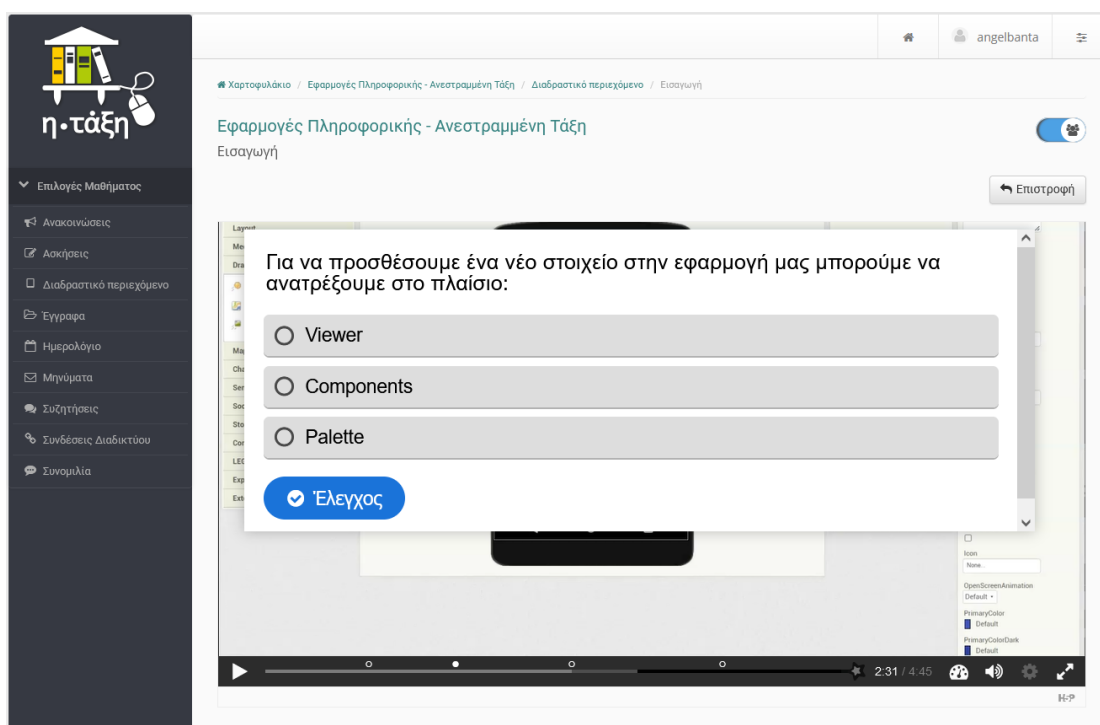 η•τάξη
angelbanta
Χαρτοφυλάκιο / Εφαρμογές Πληροφορικής - Ανεστραμμένη Τάξη / Διαδραστικό περιεχόμενο / Εισαγωγή
Εφαρμογές Πληροφορικής - Ανεστραμμένη Τάξη
Εισαγωγή
Επιστροφή
Επιλογές Μαθήματος
Ανακοινώσεις
Ασκήσεις
Διαδραστικό περιεχόμενο
Έγγραφα
Ημερολόγιο
Μηνύματα
Συζητήσεις
Συνδέσεις Διαδικτύου
Συνομιλία
Για να προσθέσουμε ένα νέο στοιχείο στην εφαρμογή μας μπορούμε να
ανατρέξουμε στο πλαίσιο:
Viewer
Components
Palette
Έλεγχος
Icon
None...
OpenScreenAnimation
Default
PrimaryColor
Default
PrimaryColorDark
Default
2:31 / 4:45
H5P